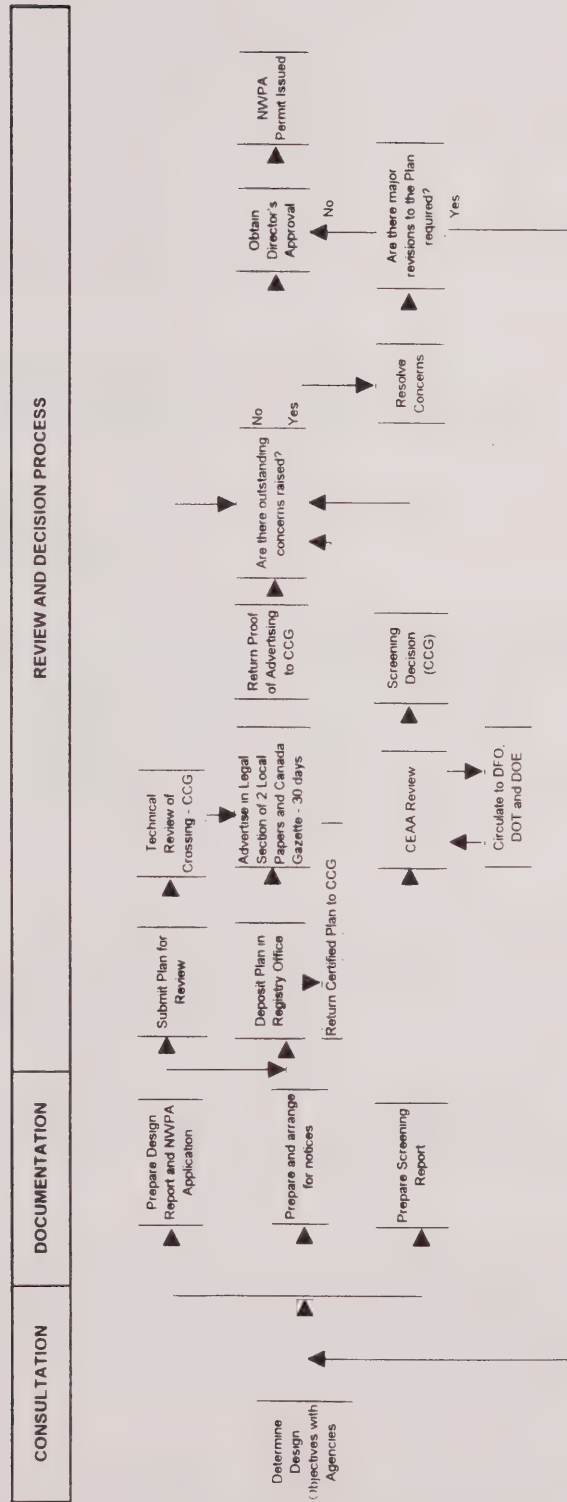 CONSULTATION
DOCUMENTATION
REVIEW AND DECISION PROCESS
Determine
Design
Objectives with
Agencies
Prepare Design
Report and NWPA
Application
Prepare and arrange
for notices
Prepare Screening
Report
Submit Plan for
Review
Deposit Plan in
Registry Office
Return Certified Plan to CCG
Technical
Review of
Crossing - CCG
Advertise in Legal
Section of 2 Local
Papers and Canada
Gazette - 30 days
CEAA Review
Circulate to DFO,
DOT and DOE
Return Proof
of Advertising
to CCG
Screening
Decision
(CCG)
Are there outstanding
concerns raised?
No
Yes
Resolve
Concerns
Obtain
Director's
Approval
No
Are there major
revisions to the Plan
required?
Yes
NWPA
Permit Issued